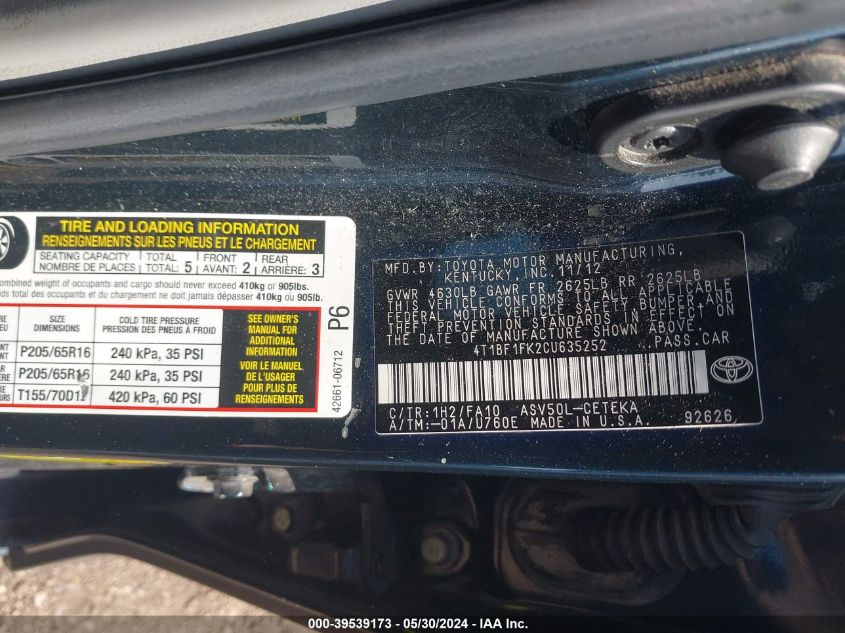 TIRE AND LOADING INFORMATION
RENSEIGNEMENTS SUR LES PNEUS ET LE CHARGEMENT
SEATING CAPACITY TOTAL: 5 FRONT 2 REAR 3
NOMBRE DE PLACES TOTAL: AVANT: ARRIÈRE:
combined weight of occupants and cargo should never exceed 410kg or 905lbs.
total des occupants et du chargement ne doit jamais dépasser 410kg ou 905lb.
SIZE COLD TIRE PRESSURE
DIMENSIONS PRESSION DES PNEUS À FROID
P205/65R16 240 kPa, 35 PSI
P205/65R16 240 kPa, 35 PSI
420 kPa, 60 PSI
SEE OWNER'S
MANUAL FOR
ADDITIONAL
INFORMATION
VOIR LE MANUEL
DE L'USAGER
POUR PLUS DE
RENSEIGNEMENTS
P6
42661-06712
MFD.BY:TOYOTA MOTOR MANUFACTURING,
KENTUCKY,INC.11/12
GVWR 4630LB GAWR FR 2625LB RR 2625LB
THIS VEHICLE CONFORMS TO ALL APPLICABLE
FEDERAL MOTOR VEHICLE SAFETY,BUMPER,AND
THEFT PREVENTION STANDARDS IN EFFECT ON
THE DATE OF MANUFACTURE SHOWN ABOVE.
4T1BF1FK2CU635252 PASS.CAR
C/TR:1H2/FA10 ASV50L-CETEKA
A/TM:-01A/U760E MADE IN U.S.A. 92626
TOYOTA
000-39539173 - 05/30/2024 - IAA Inc.